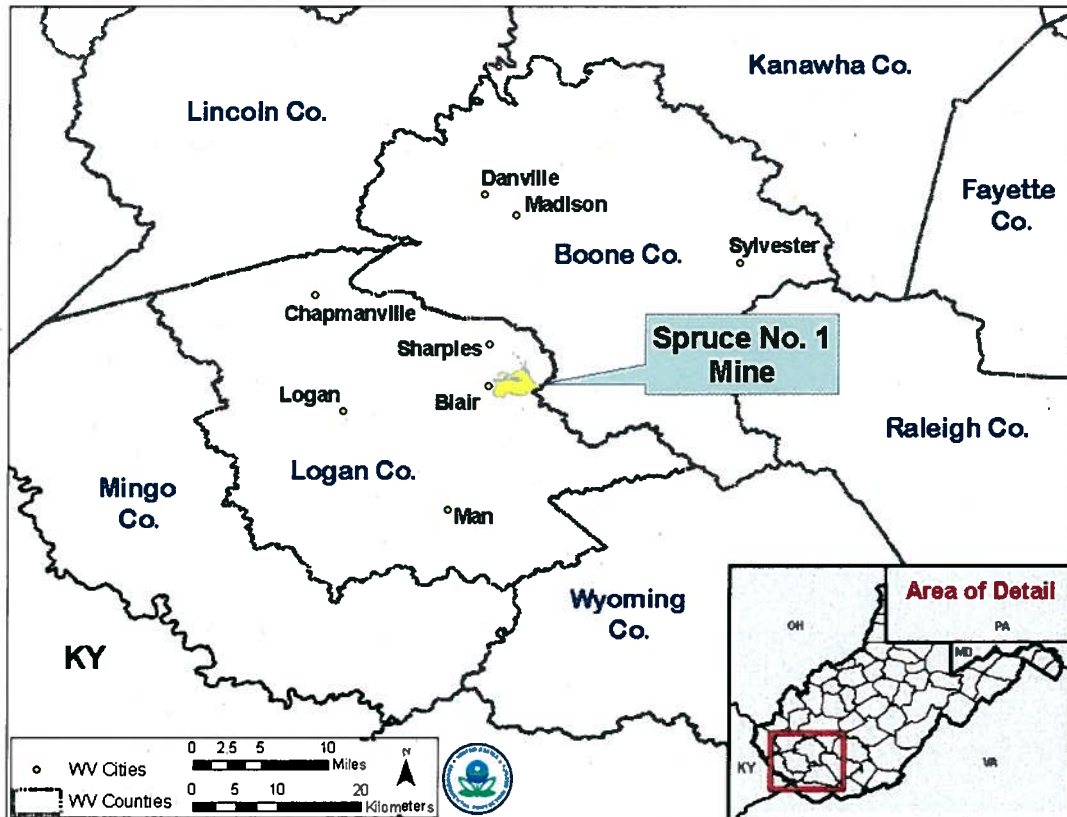 Kanawha Co.
Lincoln Co.
Danville
Madison
Fayette
Co.
Boone Co.
Sylvester
Chapmanville
Spruce No. 1
Mine
Sharples
Logan
Blair
Raleigh Co.
Logan Co.
Mingo
Co.
Man
Wyoming
Co.
KY
Area of Detail
OH
PA
MD
KY
VA
WV Cities
WV Counties
0 2.5 5 10
Miles
0 5 10 20
Kilometers
N